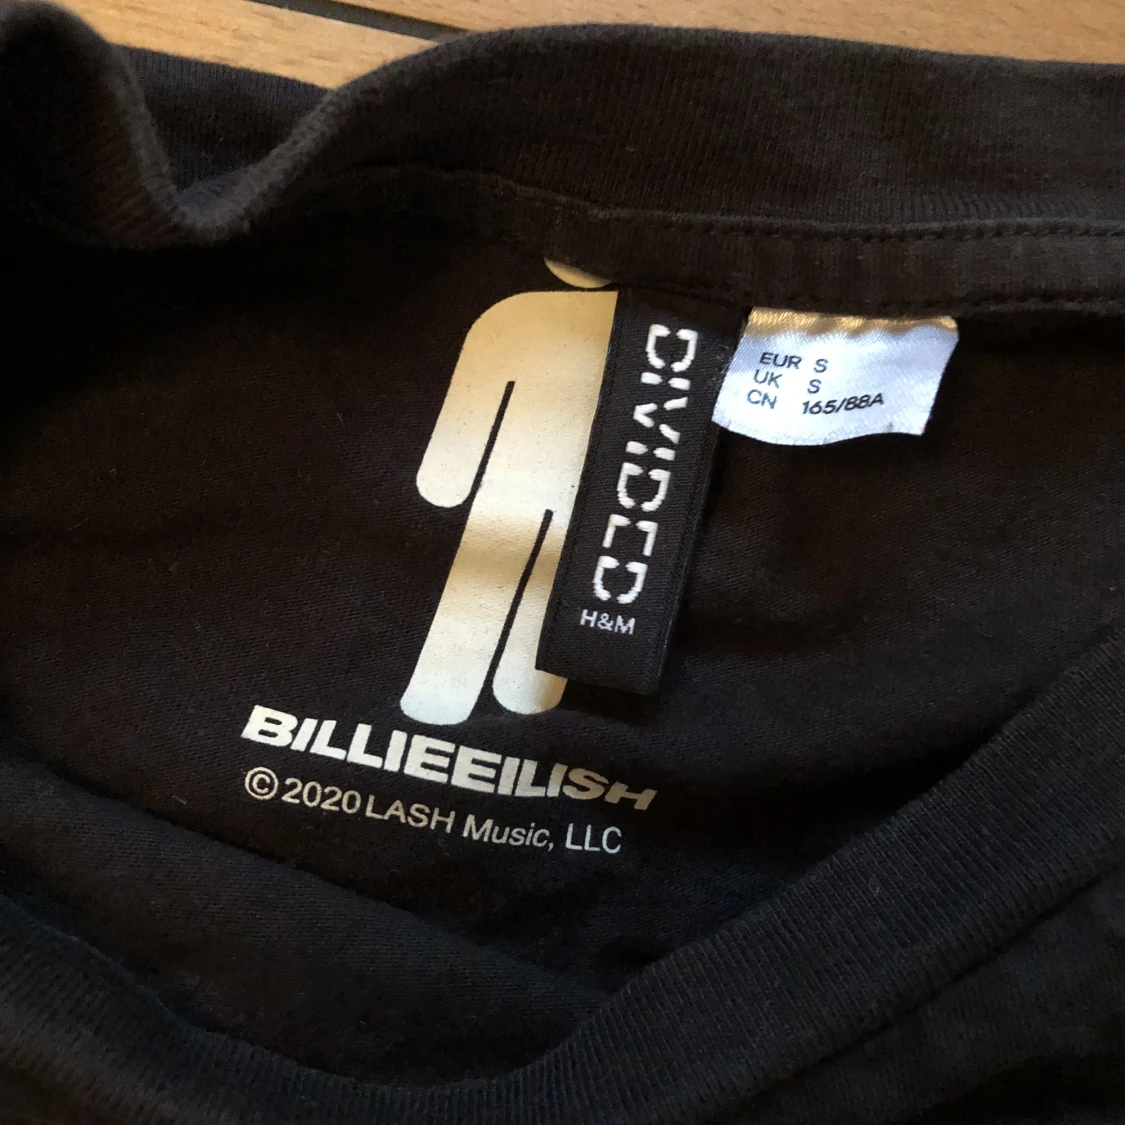 DIVIDED
H&M
EUR S
UK S
CN 165/88A
BILLIEEILISH
© 2020 LASH Music, LLC